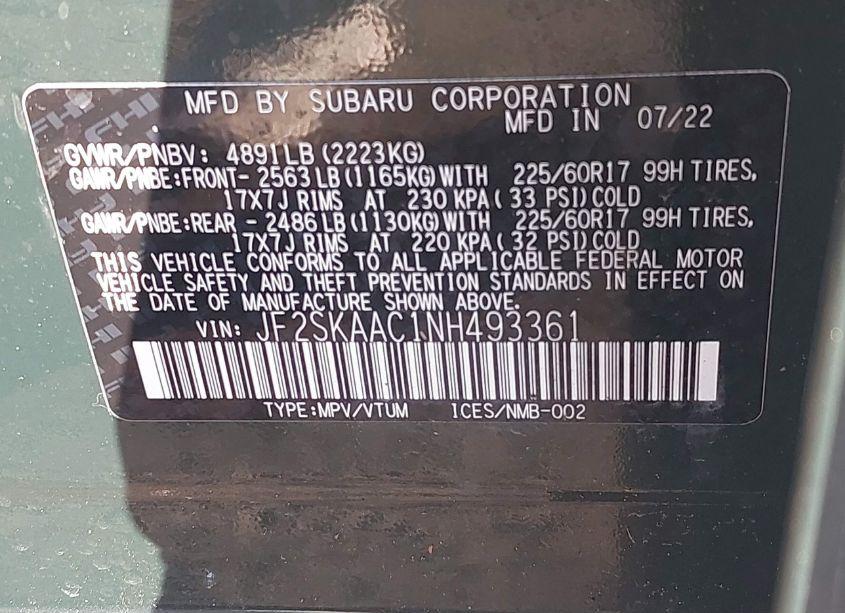 MFD BY SUBARU CORPORATION
MFD IN 07/22
GVWR/PNBV: 4891LB (2223KG)
GAWR/PNBE:FRONT- 2563 LB (1165KG)WITH 225/60R17 99H TIRES,
17X7J RIMS AT 230 KPA( 33 PSI)COLD
GAWR/PNBE:REAR - 2486 LB (1130KG)WITH 225/60R17 99H TIRES,
17X7J RIMS AT 220 KPA( 32 PSI)COLD
THIS VEHICLE CONFORMS TO ALL APPLICABLE FEDERAL MOTOR
VEHICLE SAFETY AND THEFT PREVENTION STANDARDS IN EFFECT ON
THE DATE OF MANUFACTURE SHOWN ABOVE.
VIN: JF2SKAAC1NH493361
TYPE:MPV/VTUM ICES/NMB-002